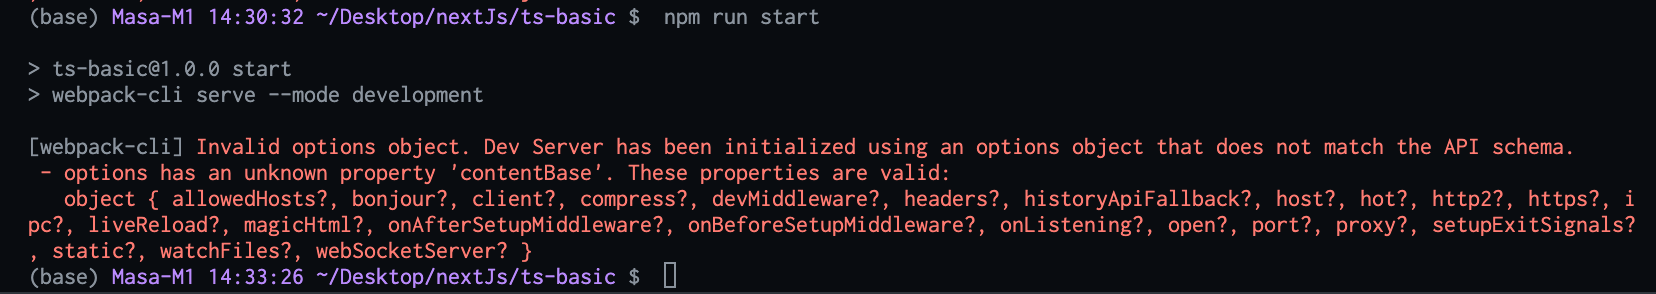 (base) Masa-M1 14:30:32 ~/Desktop/nextJs/ts-basic $  npm run start
> ts-basic@1.0.0 start
> webpack-cli serve --mode development
[webpack-cli] Invalid options object. Dev Server has been initialized using an options object that does not match the API schema.
 - options has an unknown property 'contentBase'. These properties are valid:
   object { allowedHosts?, bonjour?, client?, compress?, devMiddleware?, headers?, historyApiFallback?, host?, hot?, http2?, https?, i
pc?, liveReload?, magicHtml?, onAfterSetupMiddleware?, onBeforeSetupMiddleware?, onListening?, open?, port?, proxy?, setupExitSignals?
, static?, watchFiles?, webSocketServer? }
(base) Masa-M1 14:33:26 ~/Desktop/nextJs/ts-basic $